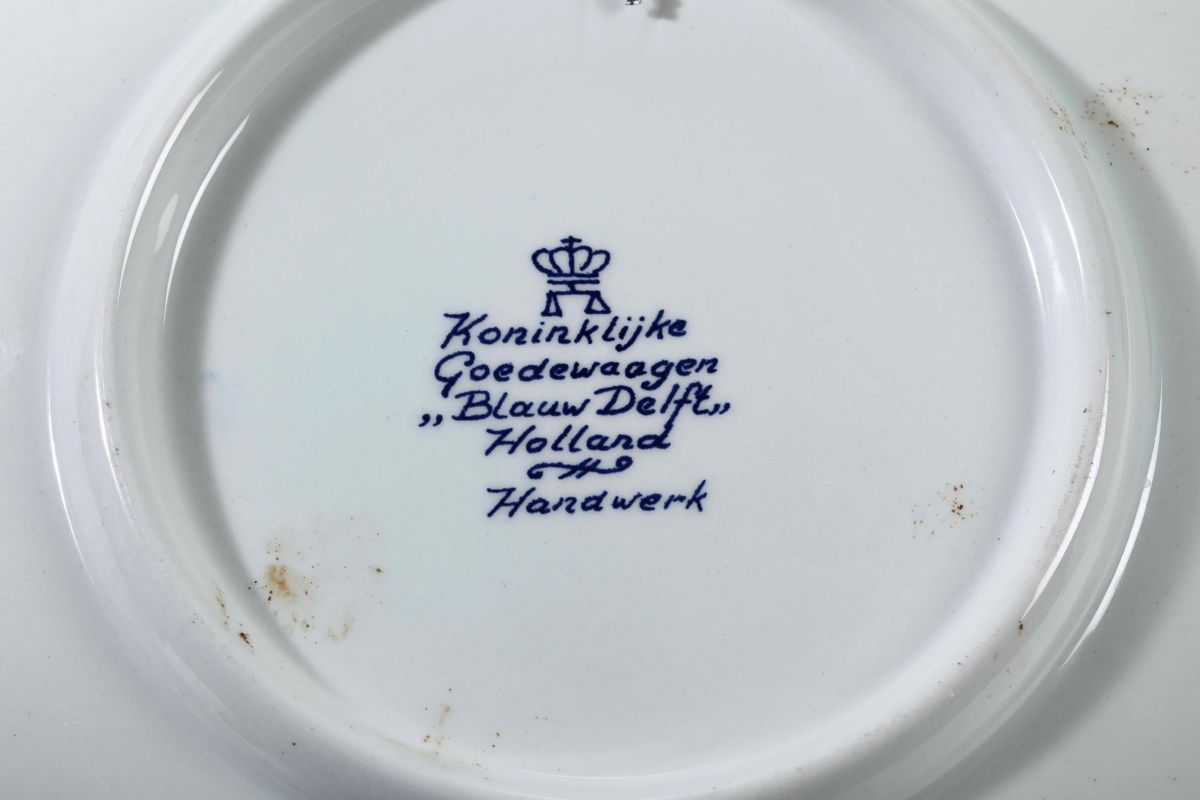 Koninklijke
Goedewaagen
„Blauw Delft„
Holland
Handwerk